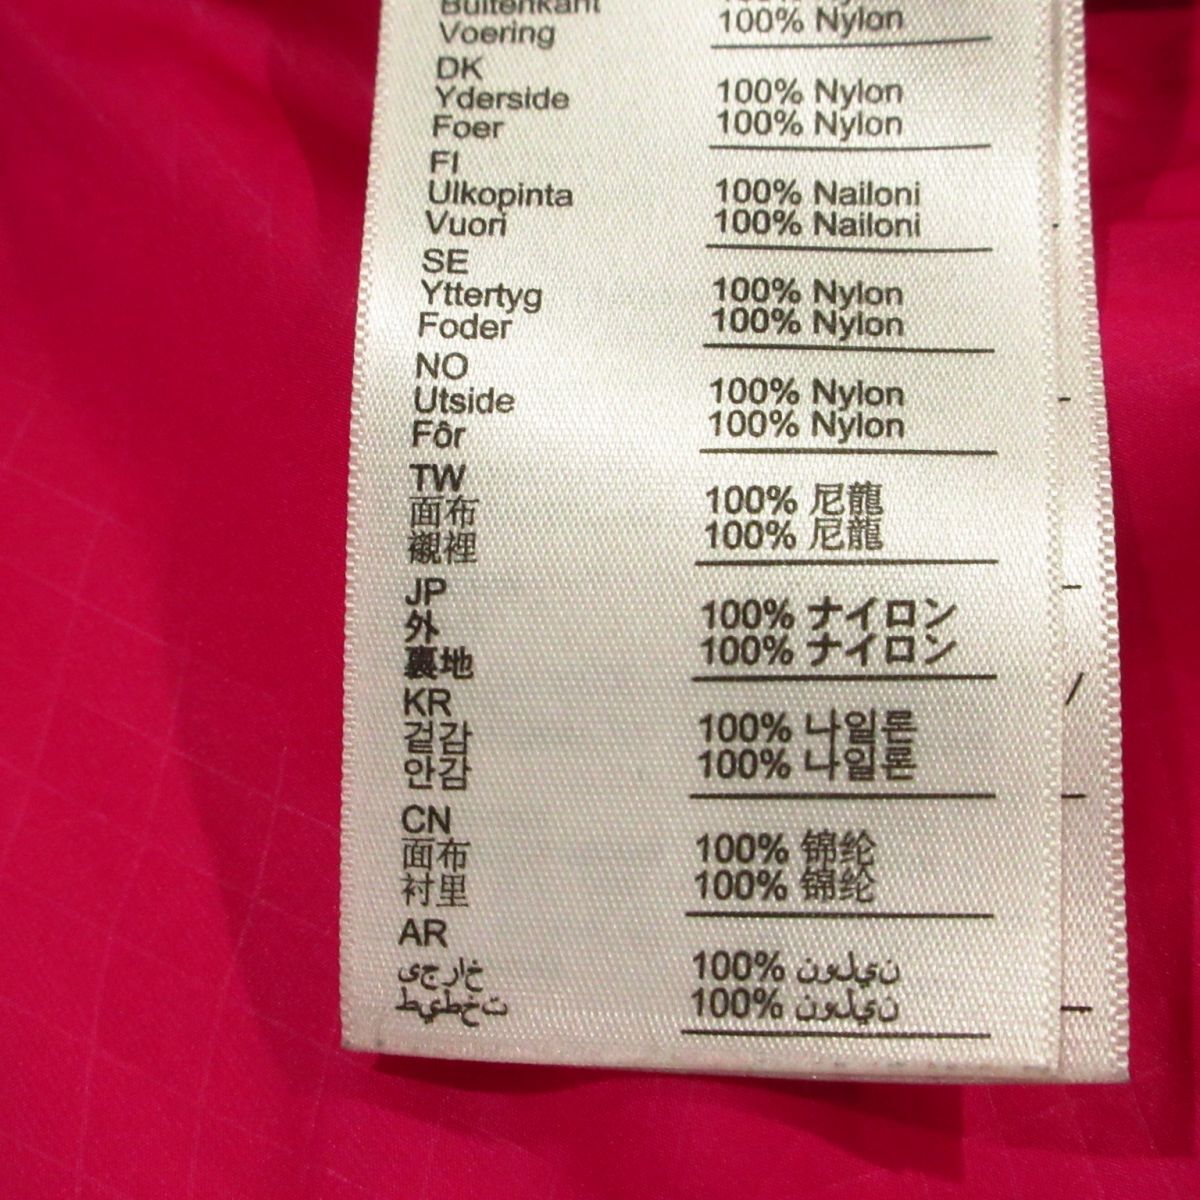 Buitenkant
Voering 100% Nylon
DK
Yderside 100% Nylon
Foer 100% Nylon
FI
Ulkopinta 100% Nailoni
Vuori 100% Nailoni
SE
Yttertyg 100% Nylon
Foder 100% Nylon
NO
Utside 100% Nylon
Fôr 100% Nylon
TW
面布 100% 尼龍
襯裡 100% 尼龍
JP
外 100% ナイロン
裏地 100% ナイロン
KR
겉감 100% 나일론
안감 100% 나일론
CN
面布 100% 锦纶
衬里 100% 锦纶
AR
ﻯﺝﺭﺍﺥ 100% ﻥﻭﻝﻱﻥ
ﻁﻱﻁﺥﺕ 100% ﻥﻭﻝﻱﻥ